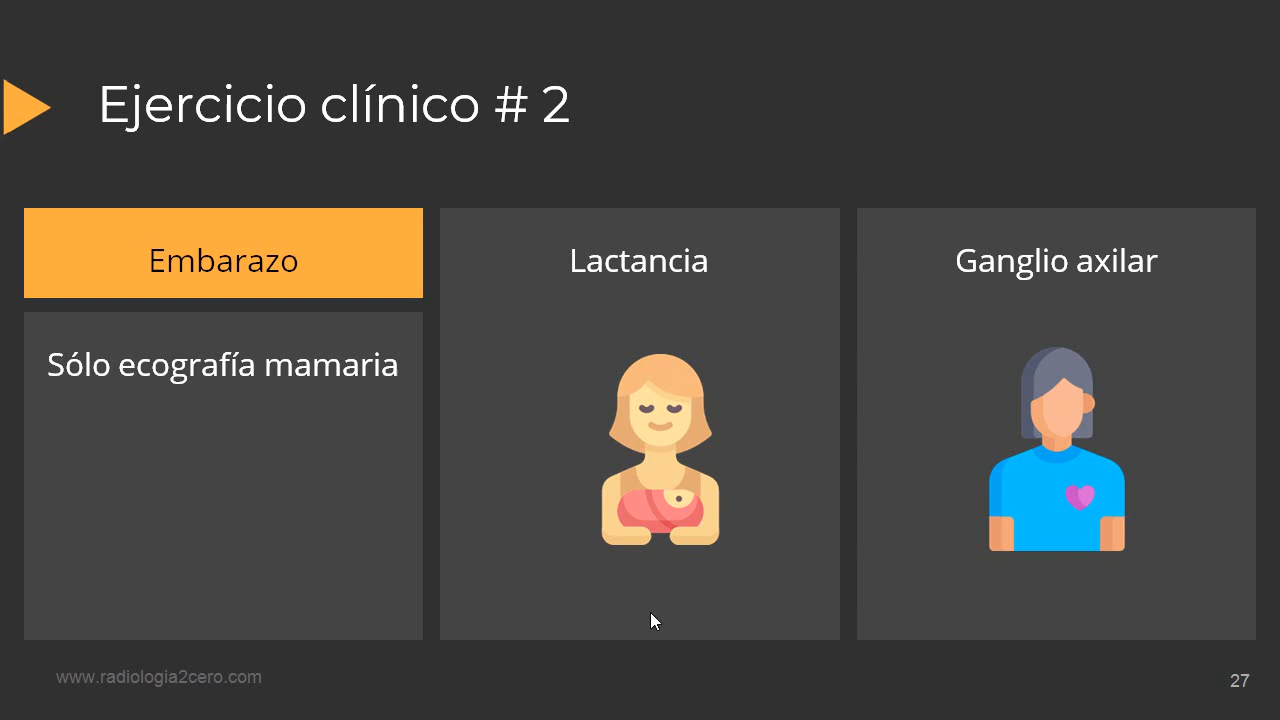 Ejercicio clínico # 2
Embarazo
Sólo ecografía mamaria
Lactancia
Ganglio axilar
www.radiologia2cero.com
27